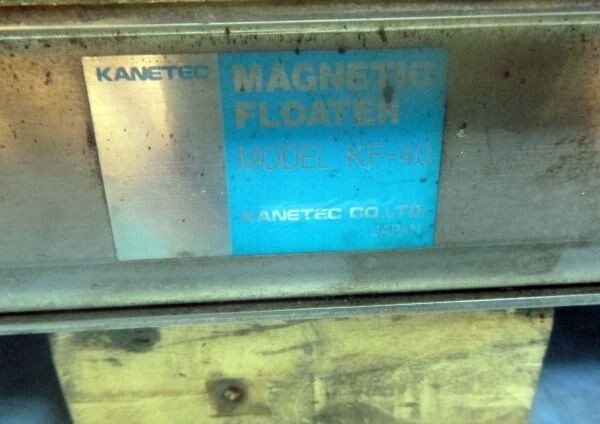 KANETEC
MAGNETIC
FLOATER
MODEL KF-40
KANETEC CO.LTD.
JAPAN